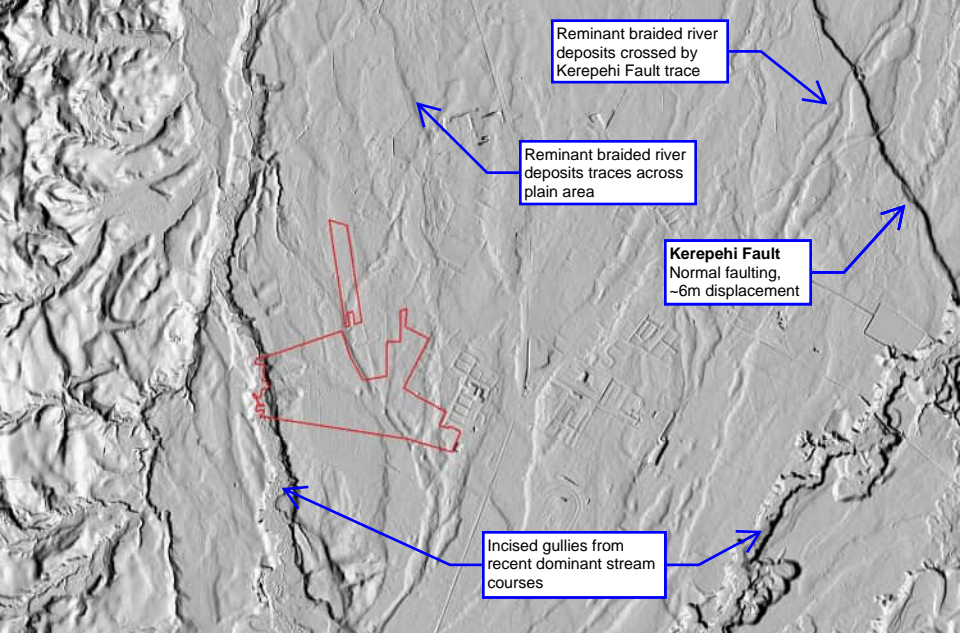 Reminant braided river
deposits crossed by
Kerepehi Fault trace
Reminant braided river
deposits traces across
plain area
Kerepehi Fault
Normal faulting,
~6m displacement
Incised gullies from
recent dominant stream
courses